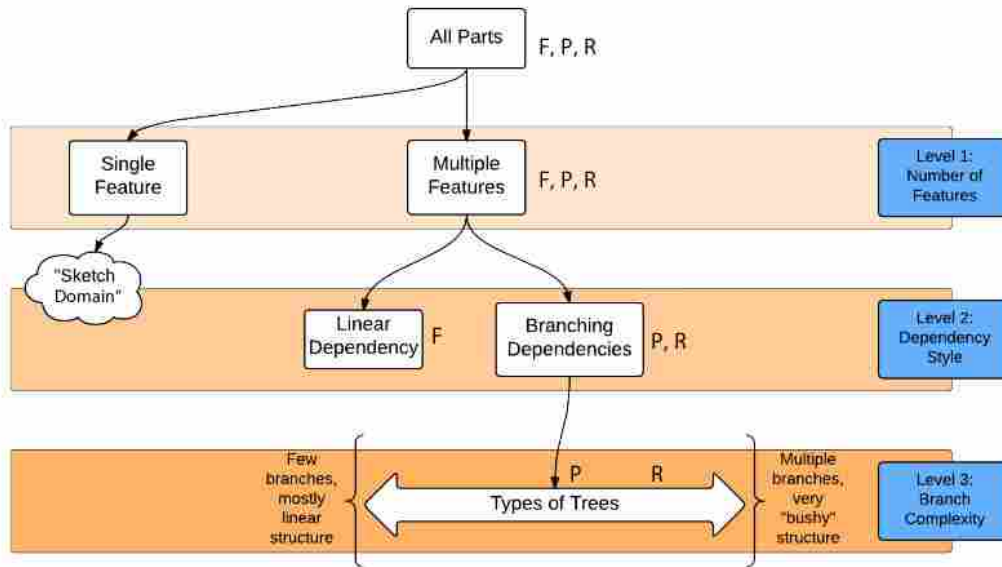 All Parts
F, P, R
Single
Feature
Multiple
Features
F, P, R
Level 1:
Number of
Features
"Sketch
Domain"
Linear
Dependency
F
Branching
Dependencies
P, R
Level 2:
Dependency
Style
Few
branches,
mostly
linear
structure
P
R
Types of Trees
Multiple
branches,
very
"bushy"
structure
Level 3:
Branch
Complexity